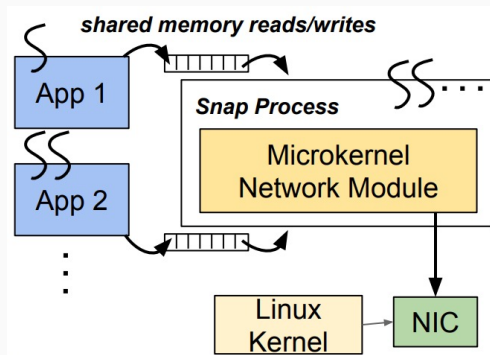 shared memory reads/writes
App 1
Snap Process
Microkernel
Network Module
App 2
Linux
Kernel
NIC